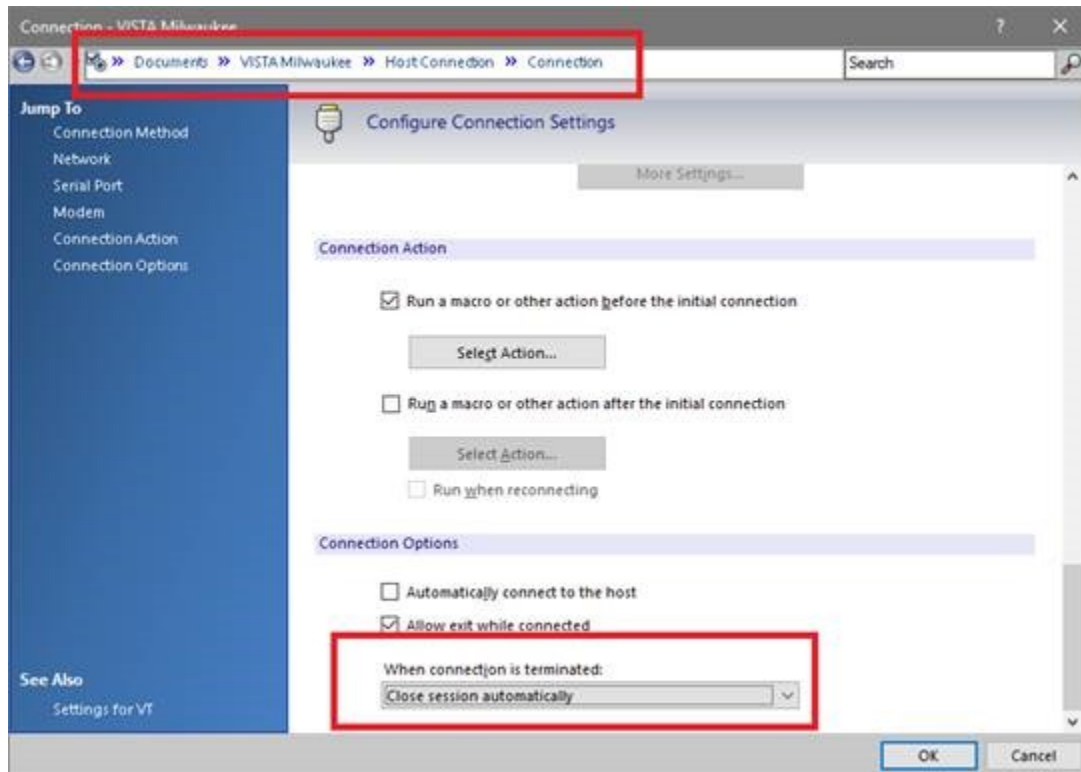 Connection - VISTA Milwaukee
? ×
» Documents » VISTA Milwaukee » Host Connection » Connection
Search
Jump To
Connection Method
Network
Serial Port
Modem
Connection Action
Connection Options
Configure Connection Settings
More Settings...
Connection Action
Run a macro or other action before the initial connection
Select Action...
Run a macro or other action after the initial connection
Select Action...
Run when reconnecting
Connection Options
Automatically connect to the host
Allow exit while connected
When connection is terminated:
Close session automatically
See Also
Settings for VT
OK Cancel